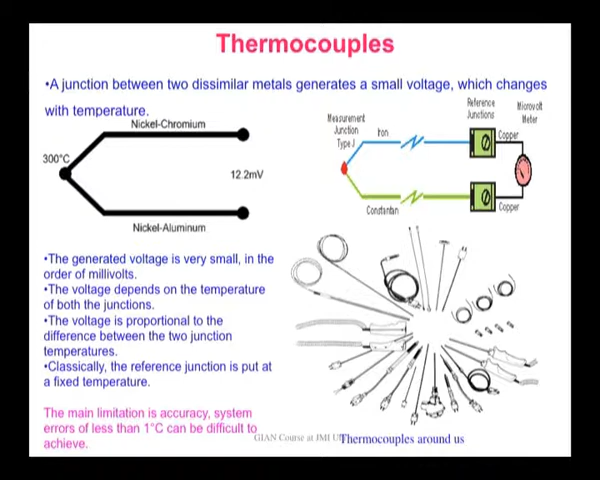 Thermocouples
•A junction between two dissimilar metals generates a small voltage, which changes
with temperature.
Nickel-Chromium
300°C
12.2mV
Nickel-Aluminum
Measurement
Junction
Type J
Iron
Reference
Junctions
Microvolt
Meter
Copper
Constantan
Copper
•The generated voltage is very small, in the
order of millivolts.
•The voltage depends on the temperature
of both the junctions.
•The voltage is proportional to the
difference between the two junction
temperatures.
•Classically, the reference junction is put at
a fixed temperature.
The main limitation is accuracy, system
errors of less than 1°C can be difficult to
achieve.
GIAN Course at JMI
Thermocouples around us